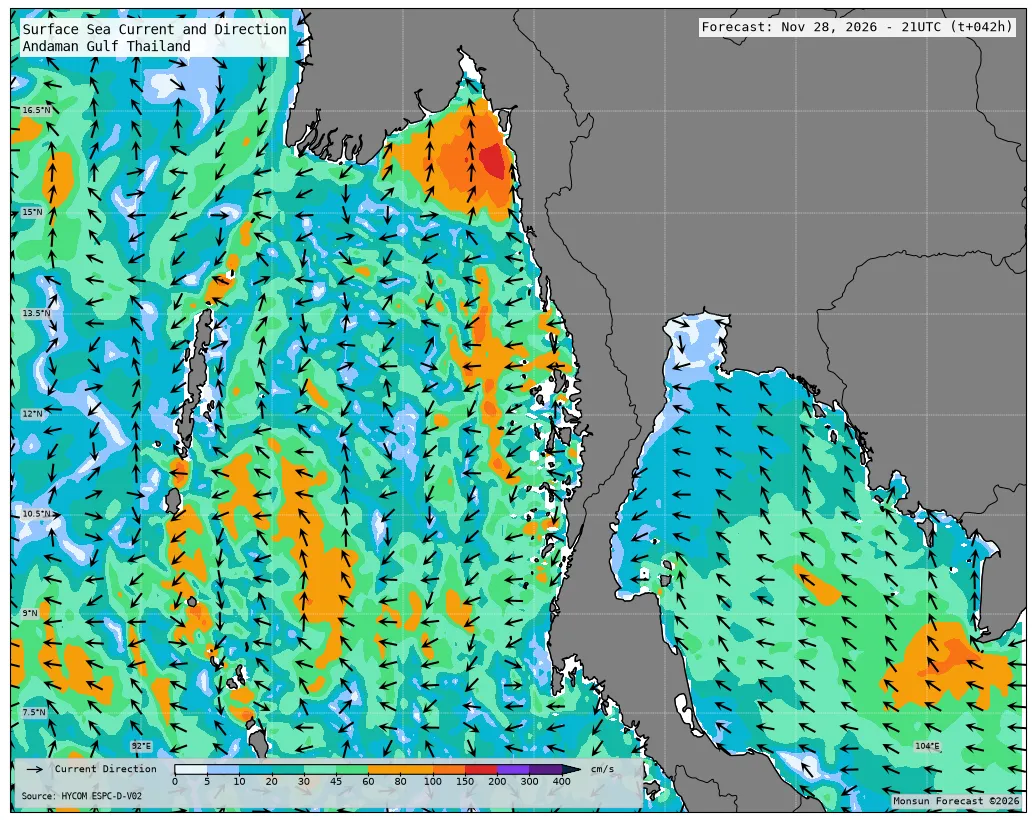 Surface Sea Current and Direction
Andaman Gulf Thailand
Forecast: Nov 28, 2026 - 21UTC (t+042h)
16.5°N
15°N
13.5°N
12°N
10.5°N
9°N
7.5°N
92°E
104°E
Current Direction
cm/s
0 5 10 20 30 45 60 80 100 150 200 300 400
Source: HYCOM ESPC-D-V02
Monsun Forecast ©2026